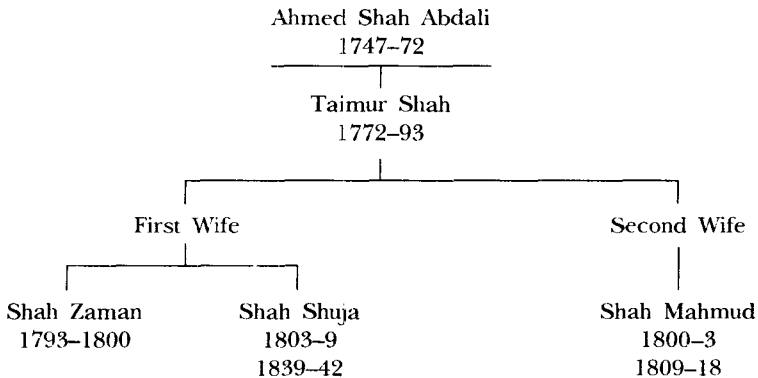 Ahmed Shah Abdali
1747–72
Taimur Shah
1772–93
First Wife
Second Wife
Shah Zaman
1793–1800
Shah Shuja
1803–9
1839–42
Shah Mahmud
1800–3
1809–18